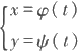 x = φ ( t )
y = ψ ( t )